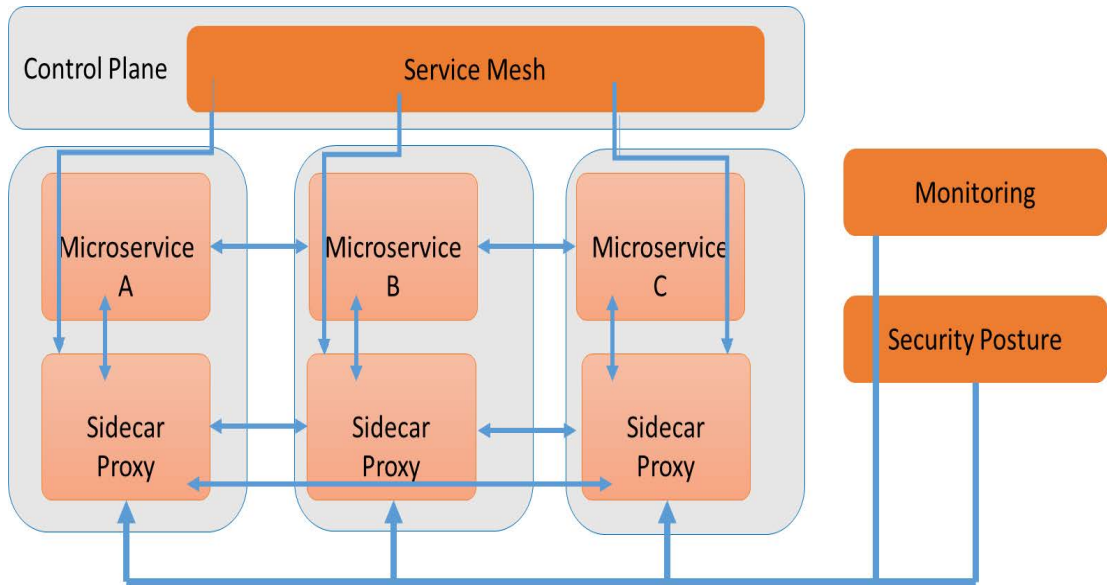 Control Plane
Service Mesh
Microservice
A
Microservice
B
Microservice
C
Monitoring
Security Posture
Sidecar
Proxy
Sidecar
Proxy
Sidecar
Proxy